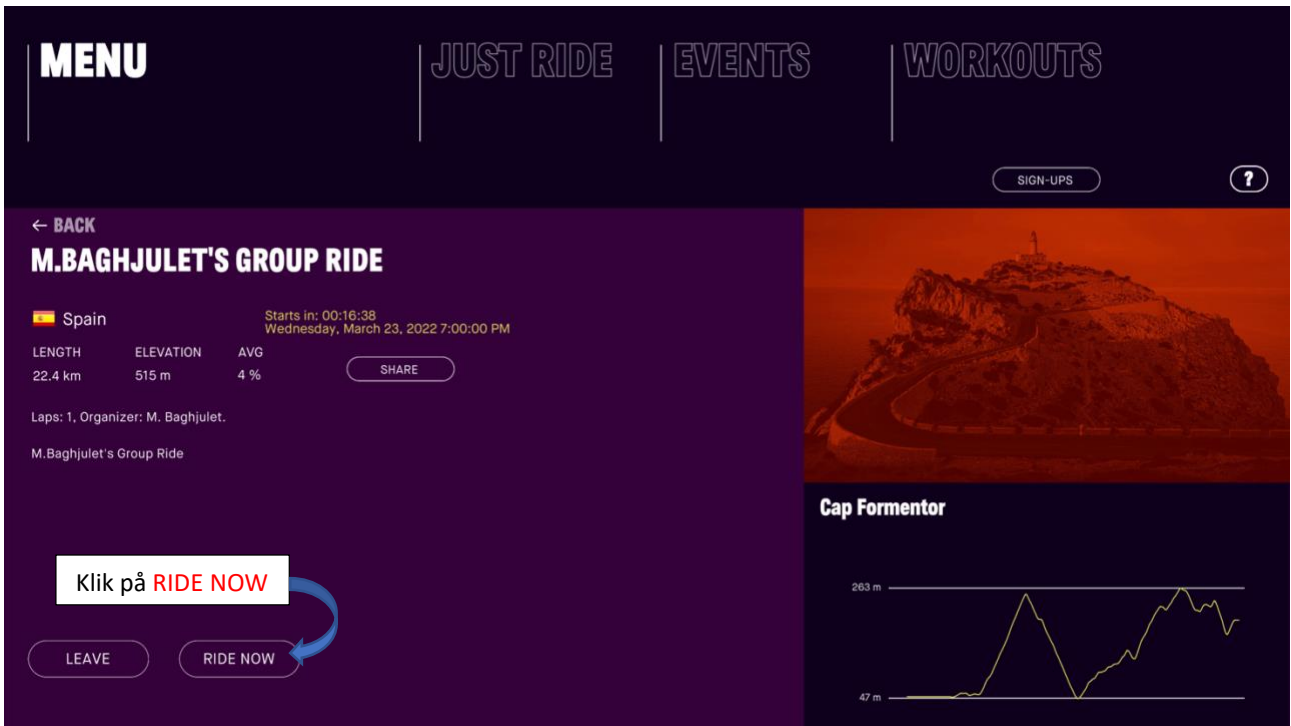 MENU
JUST RIDE
EVENTS
WORKOUTS
SIGN-UPS
?
← BACK
M.BAGHJULET'S GROUP RIDE
Spain
Starts in: 00:16:38
Wednesday, March 23, 2022 7:00:00 PM
LENGTH ELEVATION AVG
22.4 km 515 m 4 %
SHARE
Laps: 1, Organizer: M. Baghjulet.
M.Baghjulet's Group Ride
Klik på RIDE NOW
LEAVE
RIDE NOW
Cap Formentor
263 m
47 m